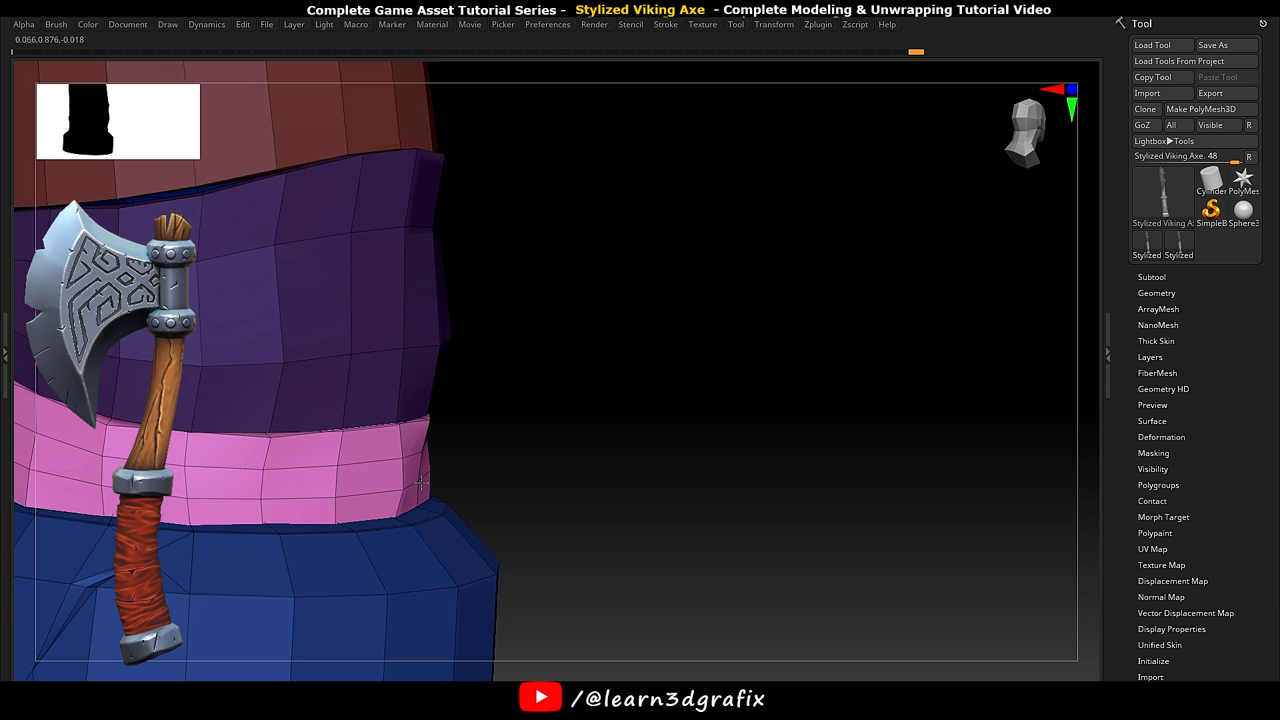 Complete Game Asset Tutorial Series - Stylized Viking Axe - Complete Modeling & Unwrapping Tutorial Video
Alpha Brush Color Document Draw Dynamics Edit File Layer Light Macro Marker Material Movie Picker Preferences Render Stencil Stroke Texture Tool Transform Zplugin Zscript Help
0.066,0.876,-0.018
Tool
Load Tool Save As
Load Tools From Project
Copy Tool Paste Tool
Import Export
Clone Make PolyMesh3D
GoZ All Visible R
Lightbox▶Tools
Stylized Viking Axe. 48 R
Cylinder PolyMes
Stylized Viking A: SimpleB Sphere3
Stylized Stylized
Subtool
Geometry
ArrayMesh
NanoMesh
Thick Skin
Layers
FiberMesh
Geometry HD
Preview
Surface
Deformation
Masking
Visibility
Polygroups
Contact
Morph Target
Polypaint
UV Map
Texture Map
Displacement Map
Normal Map
Vector Displacement Map
Display Properties
Unified Skin
Initialize
Import
/@learn3dgrafix